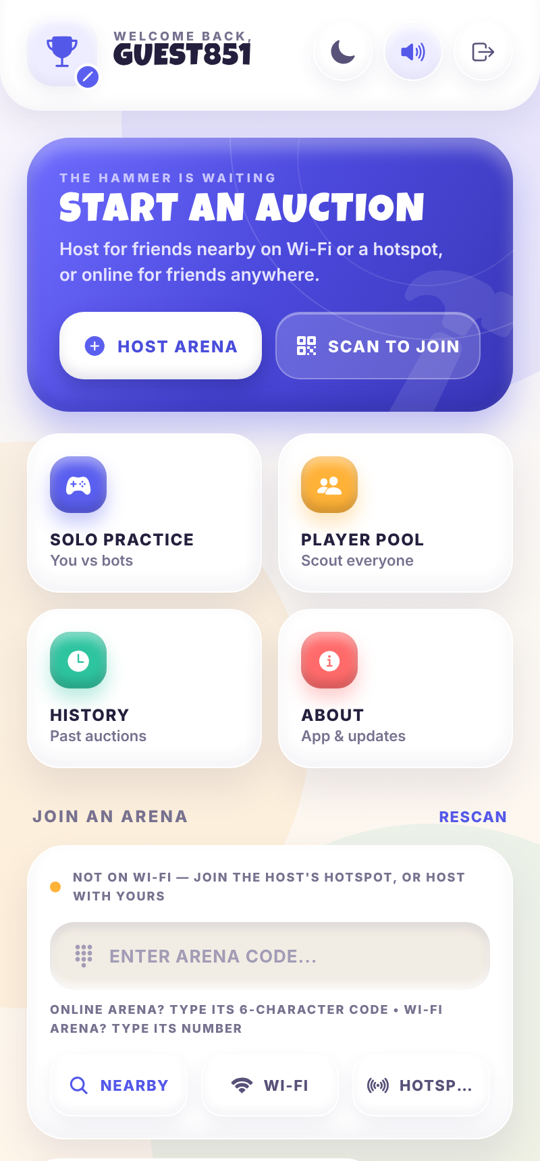 WELCOME BACK,
GUEST851
THE HAMMER IS WAITING
START AN AUCTION
Host for friends nearby on Wi-Fi or a hotspot,
or online for friends anywhere.
HOST ARENA
SCAN TO JOIN
SOLO PRACTICE
You vs bots
PLAYER POOL
Scout everyone
HISTORY
Past auctions
ABOUT
App & updates
JOIN AN ARENA
RESCAN
NOT ON WI-FI — JOIN THE HOST'S HOTSPOT, OR HOST
WITH YOURS
ENTER ARENA CODE...
ONLINE ARENA? TYPE ITS 6-CHARACTER CODE • WI-FI
ARENA? TYPE ITS NUMBER
NEARBY
WI-FI
HOTSP...